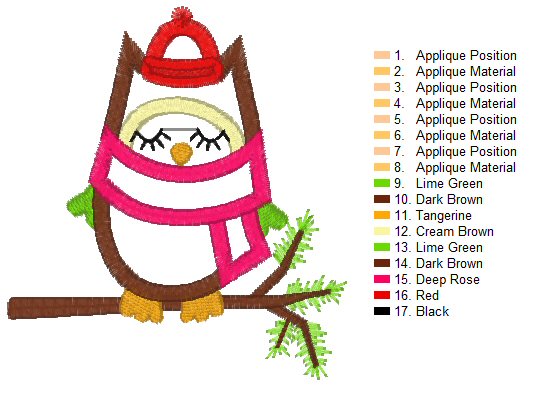 1. Applique Position
2. Applique Material
3. Applique Position
4. Applique Material
5. Applique Position
6. Applique Material
7. Applique Position
8. Applique Material
9. Lime Green
10. Dark Brown
11. Tangerine
12. Cream Brown
13. Lime Green
14. Dark Brown
15. Deep Rose
16. Red
17. Black